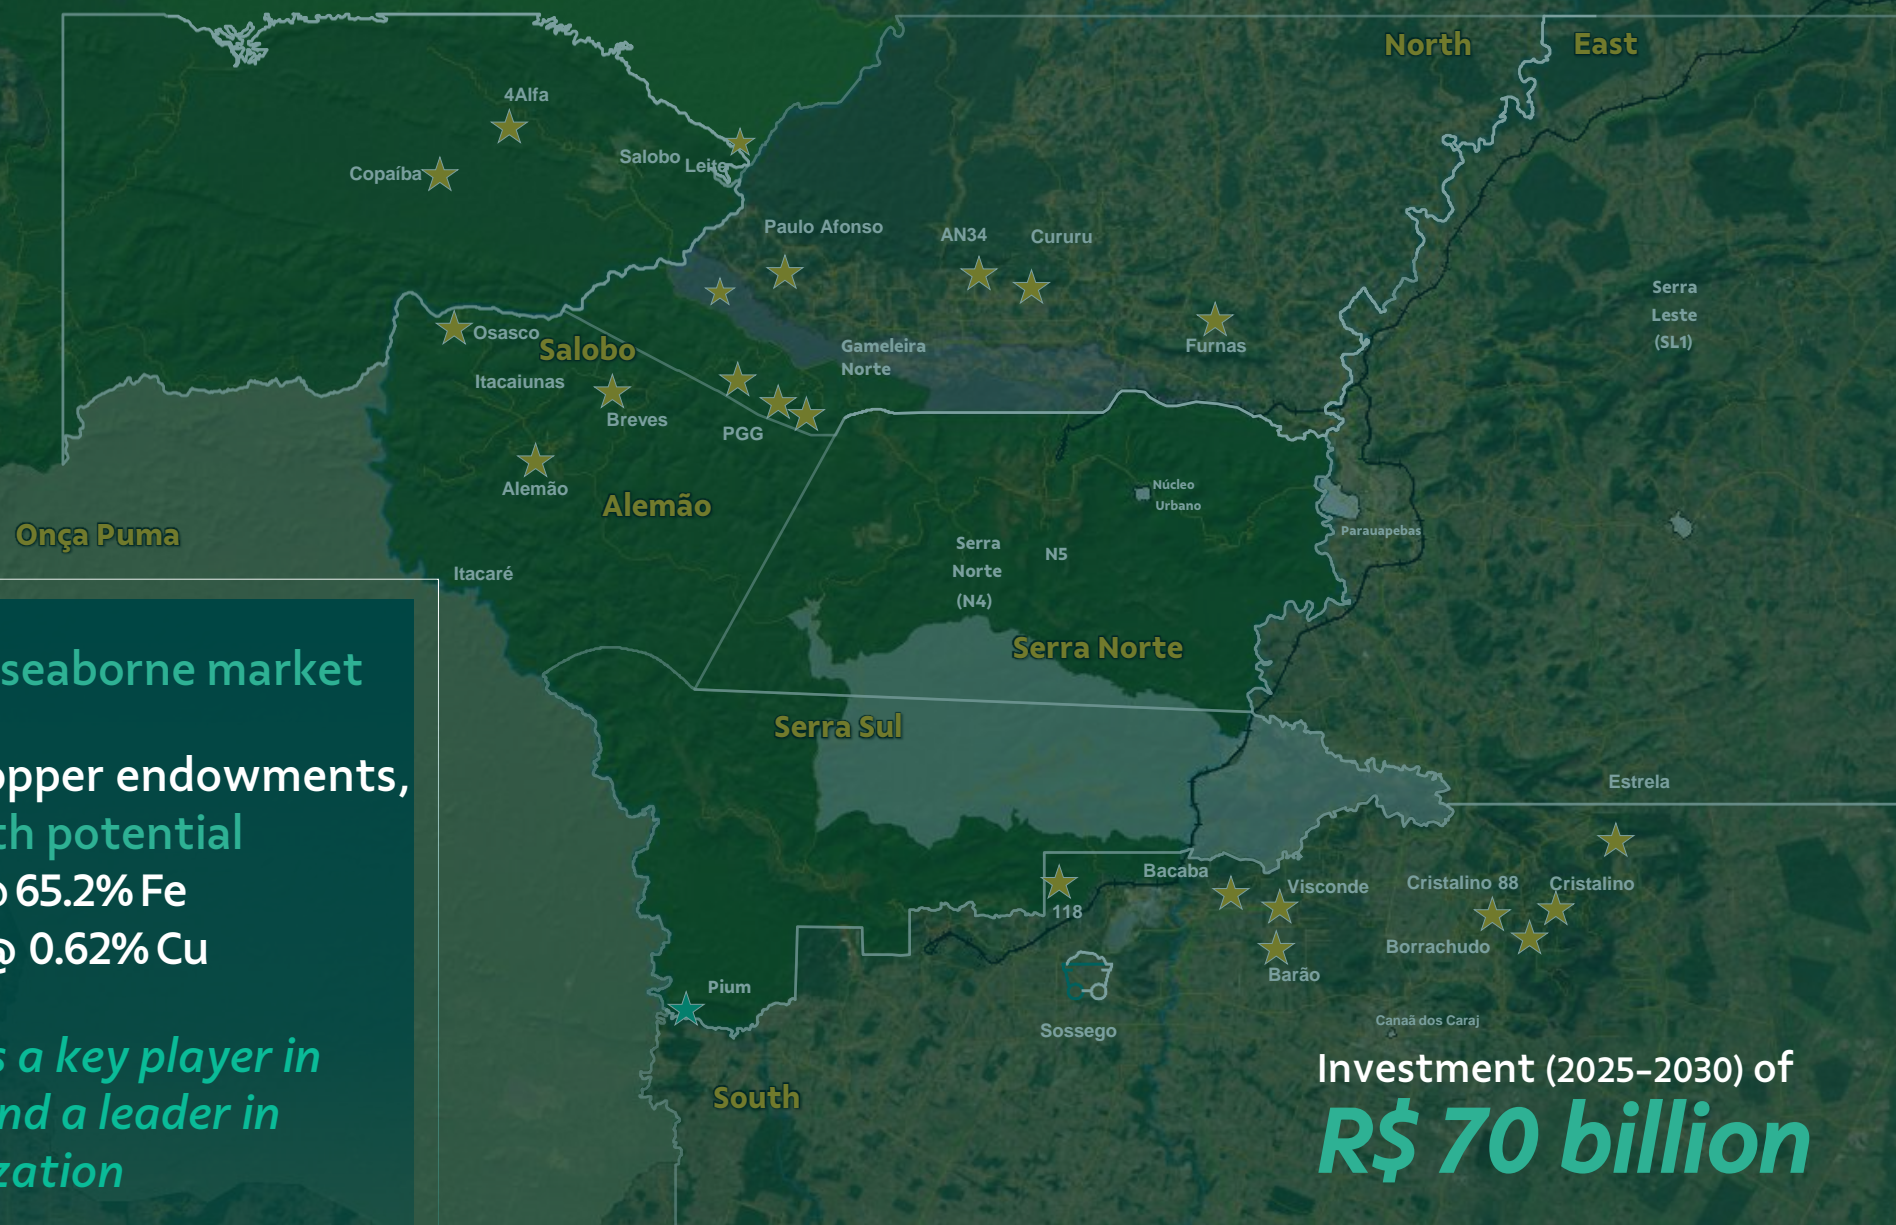 North
East
4Alfa
Copaíba
Salobo
Leite
Paulo Afonso
AN34
Cururu
Serra
Leste
(SL1)
Osasco
Salobo
Gameleira
Norte
Furnas
Itacaiunas
Breves
PGG
Alemão
Alemão
Núcleo
Urbano
Onça Puma
Parauapebas
Serra
Norte
(N4)
N5
Itacaré
Serra Norte
Serra Sul
seaborne market
opper endowments,
th potential
65.2% Fe
@ 0.62% Cu
s a key player in
nd a leader in
zation
Estrela
Bacaba
Visconde
Cristalino 88
Cristalino
118
Borrachudo
Barão
Pium
Sossego
Canaã dos Caraj
South
Investment (2025-2030) of
R$ 70 billion